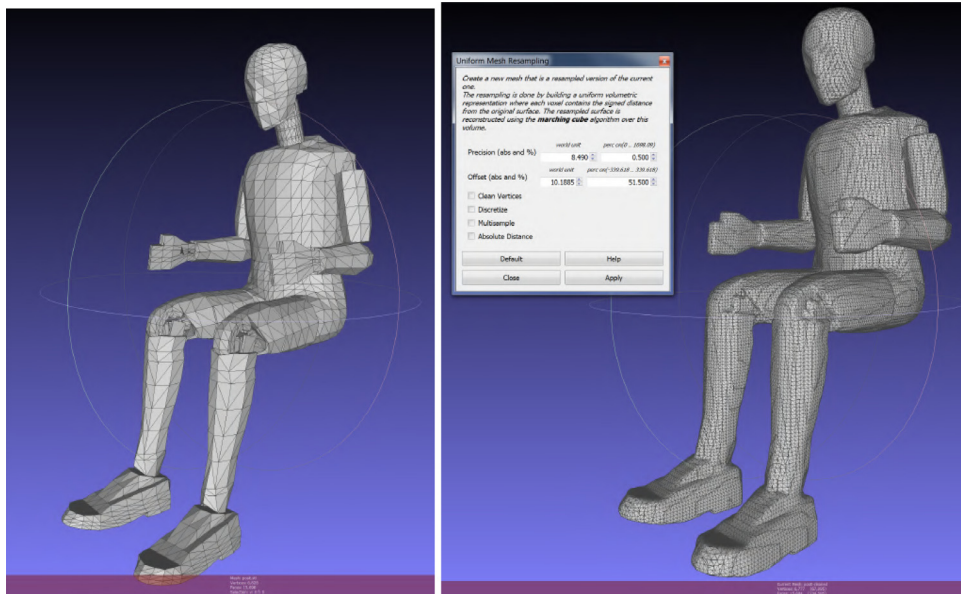 Uniform Mesh Resampling
Create a new mesh that is a resampled version of the current
one.
The resampling is done by building a uniform volumetric
representation where each voxel contains the signed distance
from the original surface. The resampled surface is
reconstructed using the marching cube algorithm over this
volume.
world unit
Precision (abs and %) 8.490 0.500
world unit
Offset (abs and %) 10.1885 51.500
Clean Vertices
Discretize
Multisample
Absolute Distance
Default Help
Close Apply